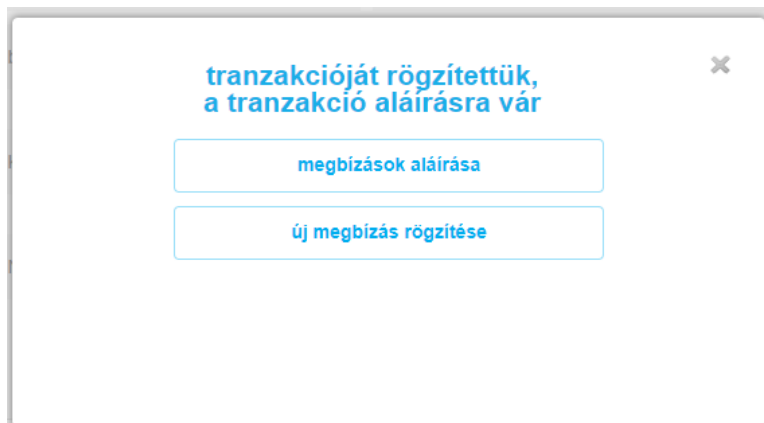 tranzakcióját rögzítettük,
a tranzakció aláírásra vár
megbízások aláírása
új megbízás rögzítése